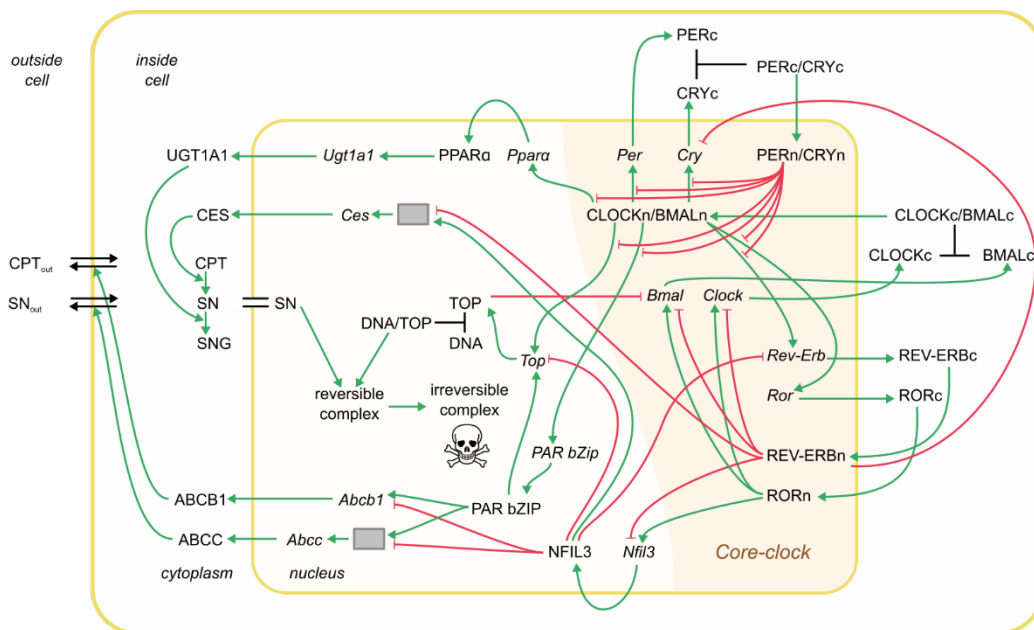 outside
cell
inside
cell
PERc
PERc/CRYc
CRYc
UGT1A1
Ugt1a1
PPARα
Pparα
Per
Cry
PERn/CRYn
CES
Ces
CLOCKn/BMALn
CLOCKc/BMALc
CPTout
CPT
CLOCKc
BMALc
SNout
SN
SN
TOP
Bmal
Clock
DNA/TOP
SNG
DNA
Top
Rev-Erb
REV-ERBc
reversible
complex
irreversible
complex
Ror
RORc
PAR bZip
REV-ERBn
ABCB1
Abcb1
PAR bZIP
RORn
ABCC
Abcc
NFIL3
Nfil3
Core-clock
cytoplasm
nucleus